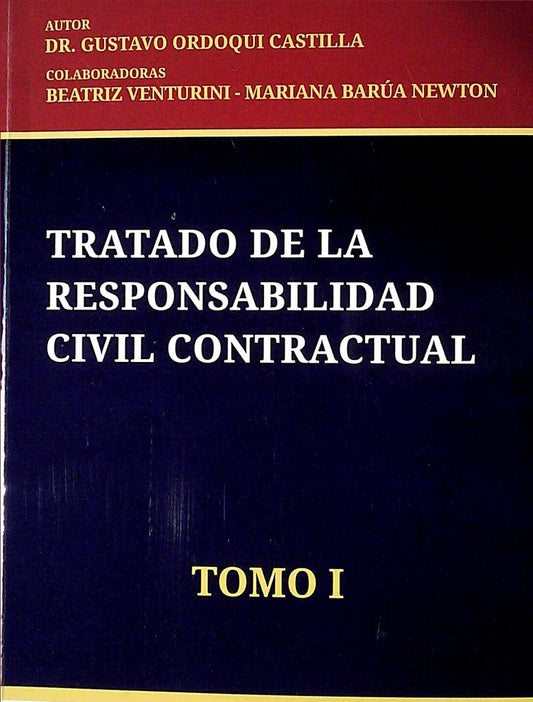 AUTOR
DR. GUSTAVO ORDOQUI CASTILLA
COLABORADORAS
BEATRIZ VENTURINI - MARIANA BARÚA NEWTON
TRATADO DE LA
RESPONSABILIDAD
CIVIL CONTRACTUAL
TOMO I